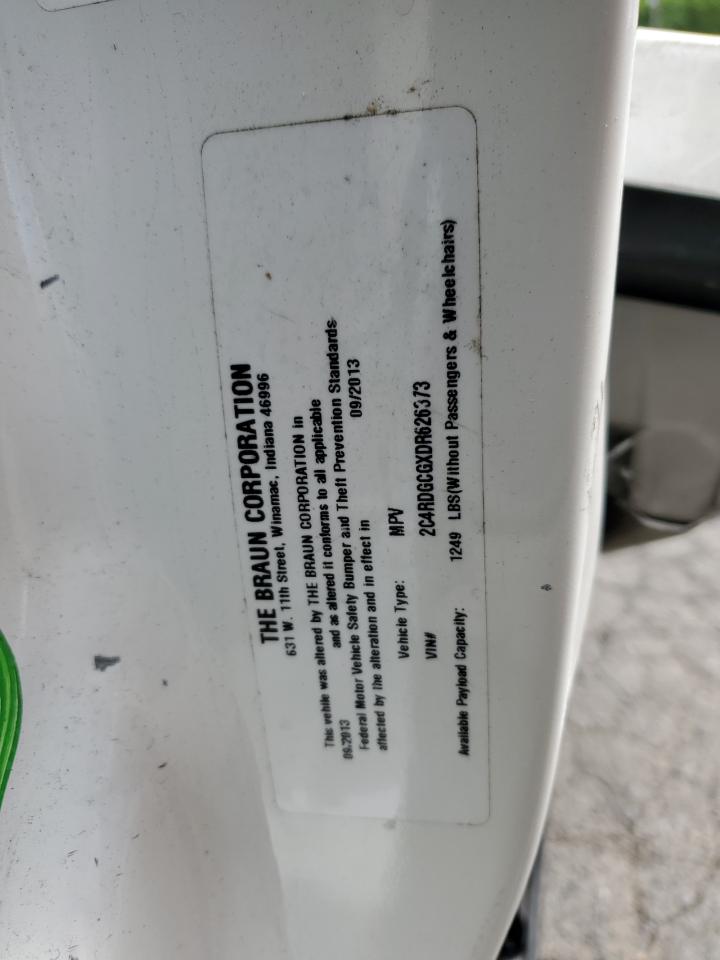 THE BRAUN CORPORATION
631 W. 11th Street, Winamac, Indiana 46996
This vehile was altered by THE BRAUN CORPORATION in
09/2013 and as altered it conforms to all applicable
Federal Motor Vehicle Safety Bumper and Theft Prevention Standards
affected by the alteration and in effect in 09/2013
Vehicle Type: MPV
VIN# 2C4RDGCGXDR626373
Available Payload Capacity: 1249 LBS(Without Passengers & Wheelchairs)